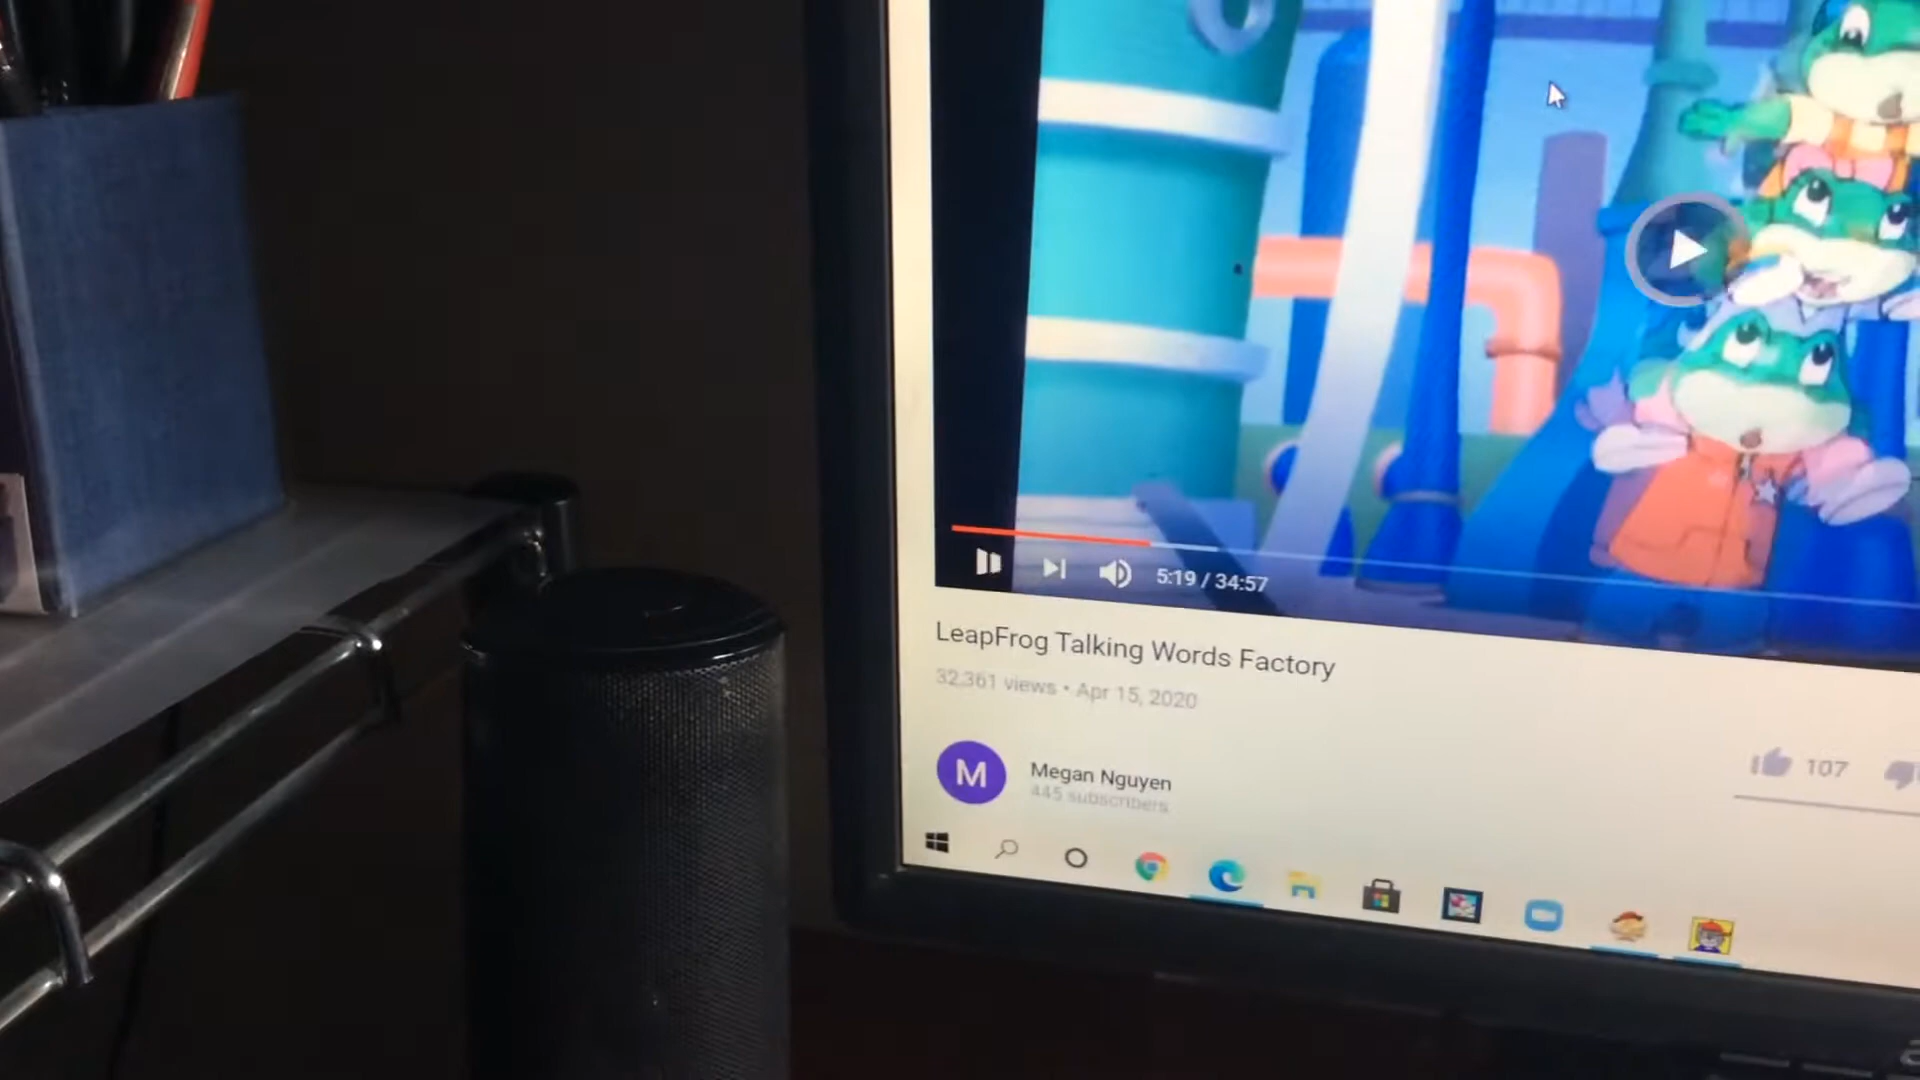 5:19 / 34:57
LeapFrog Talking Words Factory
32,361 views • Apr 15, 2020
M
Megan Nguyen
445 subscribers
107